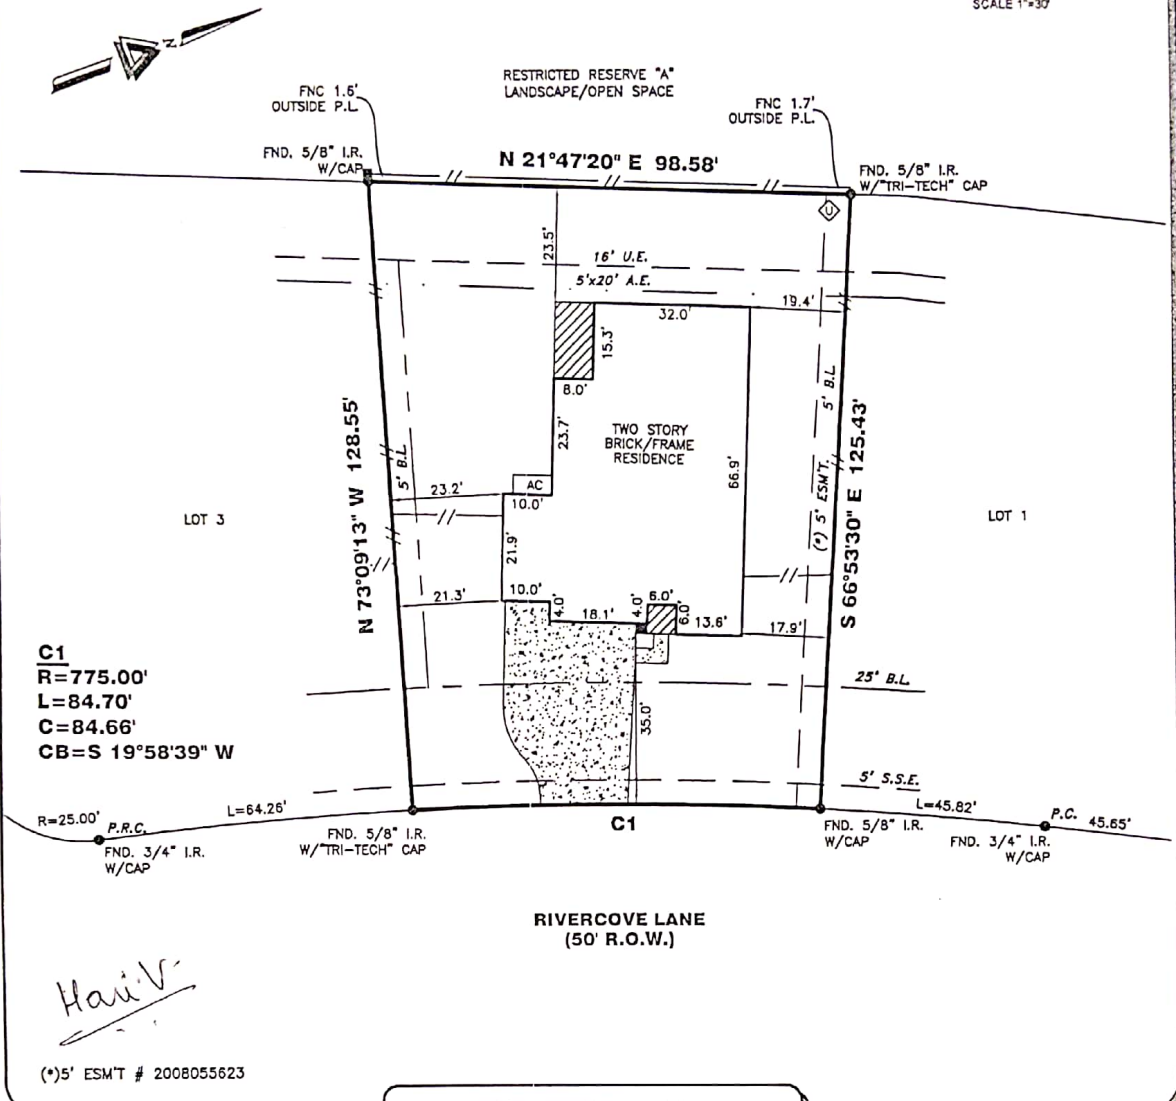 SCALE 1"=30'
N
RESTRICTED RESERVE "A"
LANDSCAPE/OPEN SPACE
FNC 1.6'
OUTSIDE P.L.
FNC 1.7'
OUTSIDE P.L.
FND. 5/8" I.R.
W/CAP
N 21°47'20" E 98.58'
FND. 5/8" I.R.
W/"TRI-TECH" CAP
U
23.5'
16' U.E.
5'x20' A.E.
19.4'
32.0'
15.3'
8.0'
5' B.L.
N 73°09'13" W 128.55'
5' B.L.
23.7'
TWO STORY
BRICK/FRAME
RESIDENCE
66.9'
(*) 5' ESM'T.
S 66°53'30" E 125.43'
AC
23.2'
10.0'
LOT 3
LOT 1
21.9'
21.3'
10.0'
4.0'
18.1'
4.0'
6.0'
6.0'
13.6'
17.9'
C1
R=775.00'
L=84.70'
C=84.66'
CB=S 19°58'39" W
25' B.L.
35.0'
5' S.S.E.
R=25.00'
P.R.C.
L=64.26'
C1
L=45.82'
P.C.
45.65'
FND. 3/4" I.R.
W/CAP
FND. 5/8" I.R.
W/"TRI-TECH" CAP
FND. 5/8" I.R.
W/CAP
FND. 3/4" I.R.
W/CAP
RIVERCOVE LANE
(50' R.O.W.)
Hari V.
(*)5' ESM'T # 2008055623